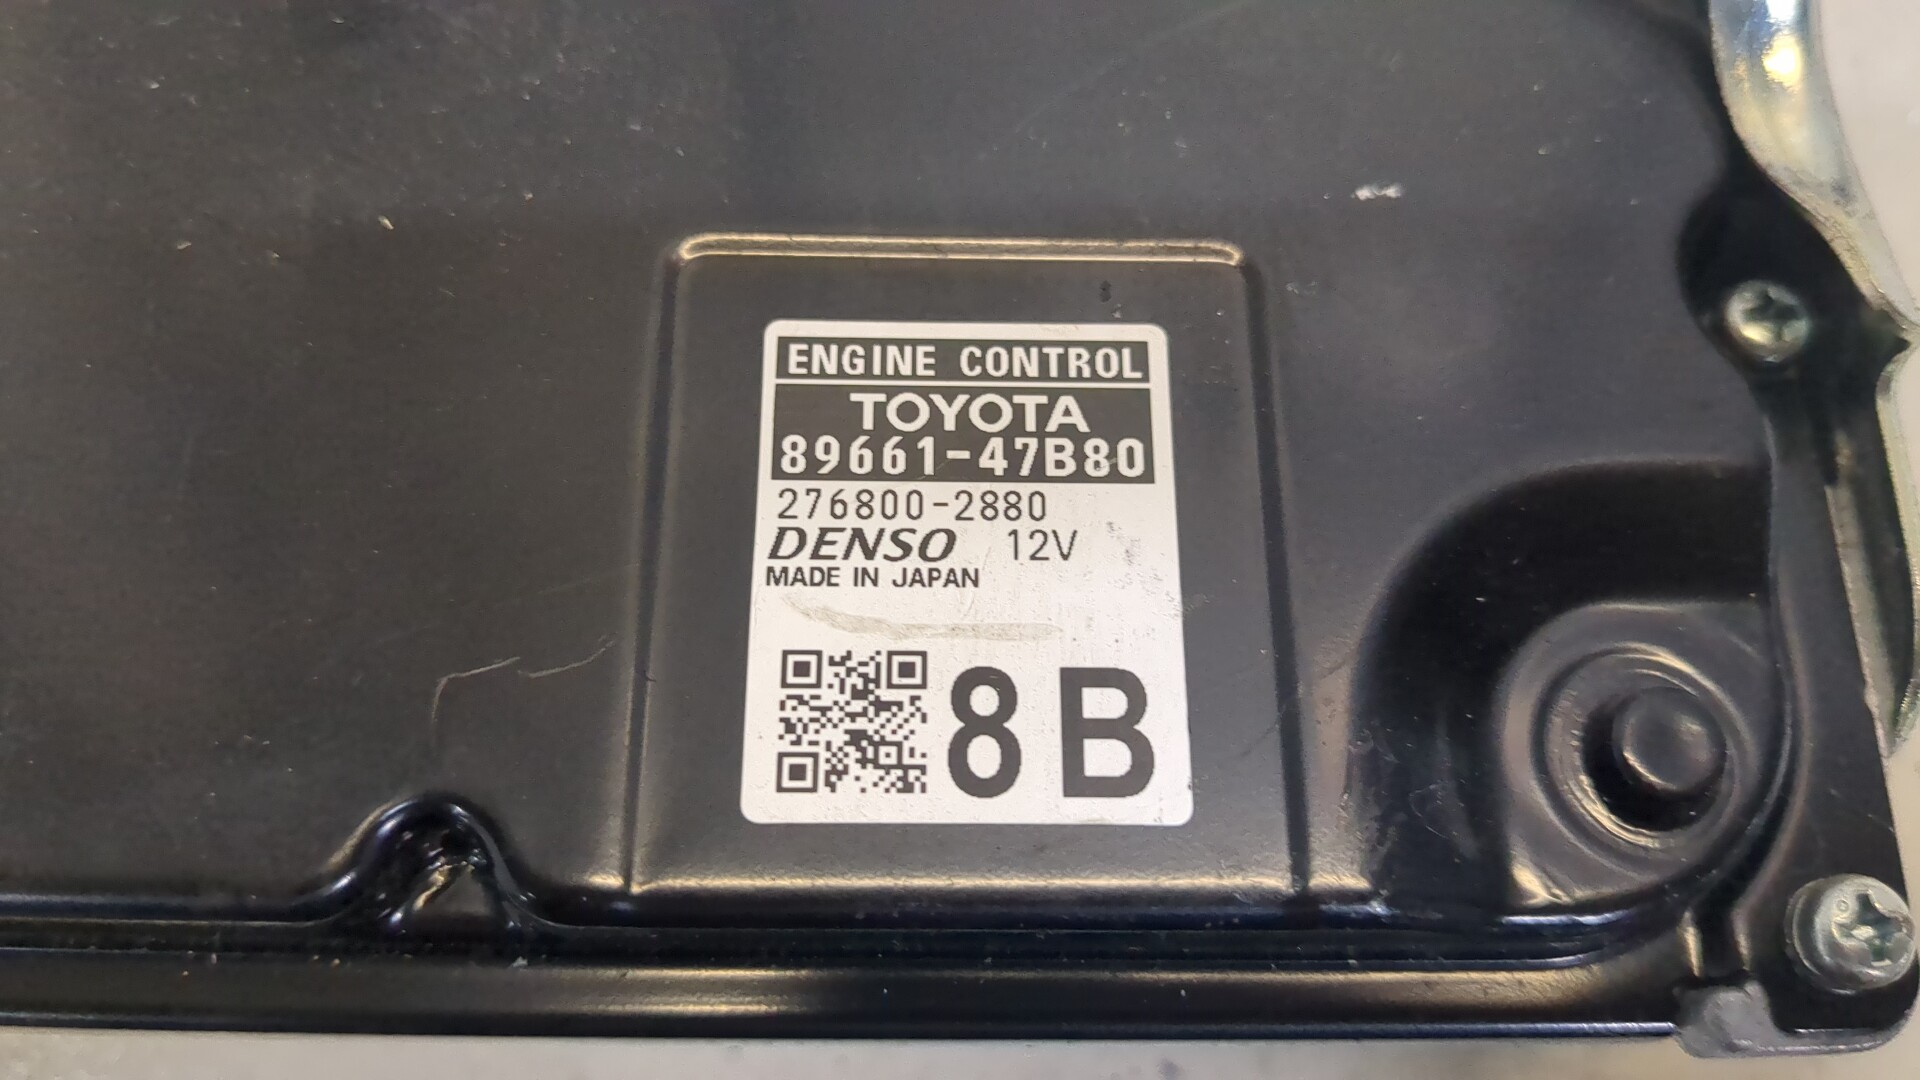 ENGINE CONTROL
TOYOTA
89661-47B80
276800-2880
DENSO 12V
MADE IN JAPAN
8B